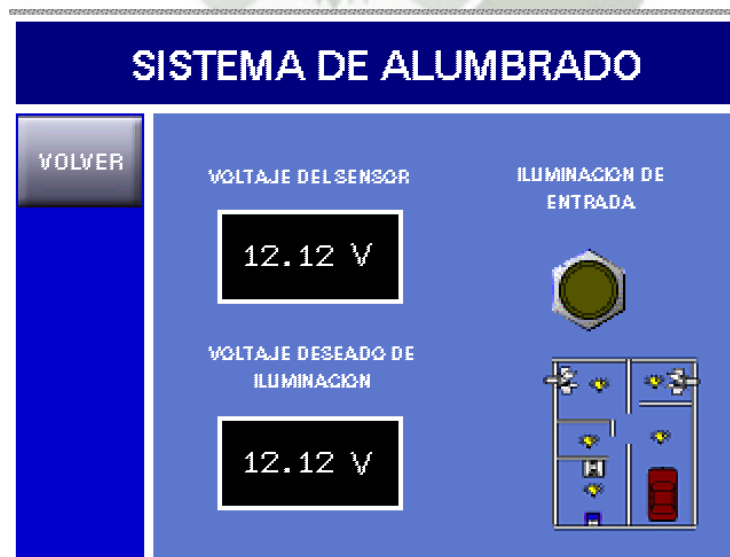 SISTEMA DE ALUMBRADO
VOLVER
VOLTAJE DEL SENSOR
12.12 V
ILUMINACION DE
ENTRADA
VOLTAJE DESEADO DE
ILUMINACION
12.12 V